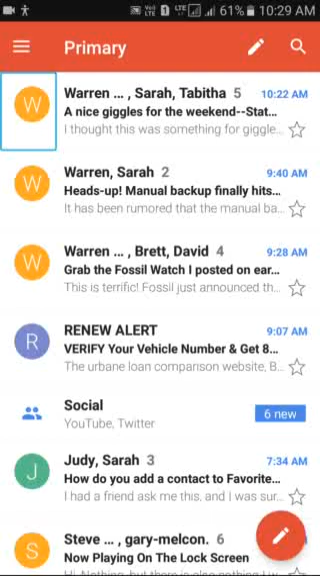 VoD LTE 1 LTE 61% 10:29 AM
Primary
W
Warren ... , Sarah, Tabitha 5 10:22 AM
A nice giggles for the weekend--Stat...
I thought this was something for giggle...
W
Warren, Sarah 2 9:40 AM
Heads-up! Manual backup finally hits...
It has been rumored that the manual ba...
W
Warren ... , Brett, David 4 9:28 AM
Grab the Fossil Watch I posted on ear...
This is terrific! Fossil just announced th...
R
RENEW ALERT 9:07 AM
VERIFY Your Vehicle Number & Get 8...
The urbane loan comparison website, B...
Social 6 new
YouTube, Twitter
J
Judy, Sarah 3 7:34 AM
How do you add a contact to Favorite...
I had a friend ask me this, and I was sur...
S
Steve ... , gary-melcon. 6
Now Playing On The Lock Screen